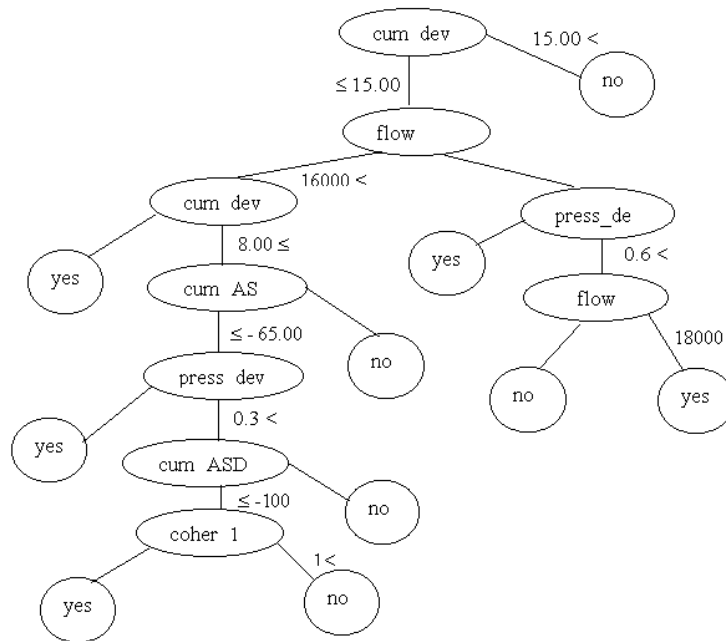 cum dev
15.00 <
no
≤ 15.00
flow
16000 <
cum dev
press_de
yes
8.00 ≤
yes
0.6 <
cum AS
flow
≤ - 65.00
18000
no
press dev
no
yes
yes
0.3 <
cum ASD
≤ -100
no
coher 1
1<
yes
no